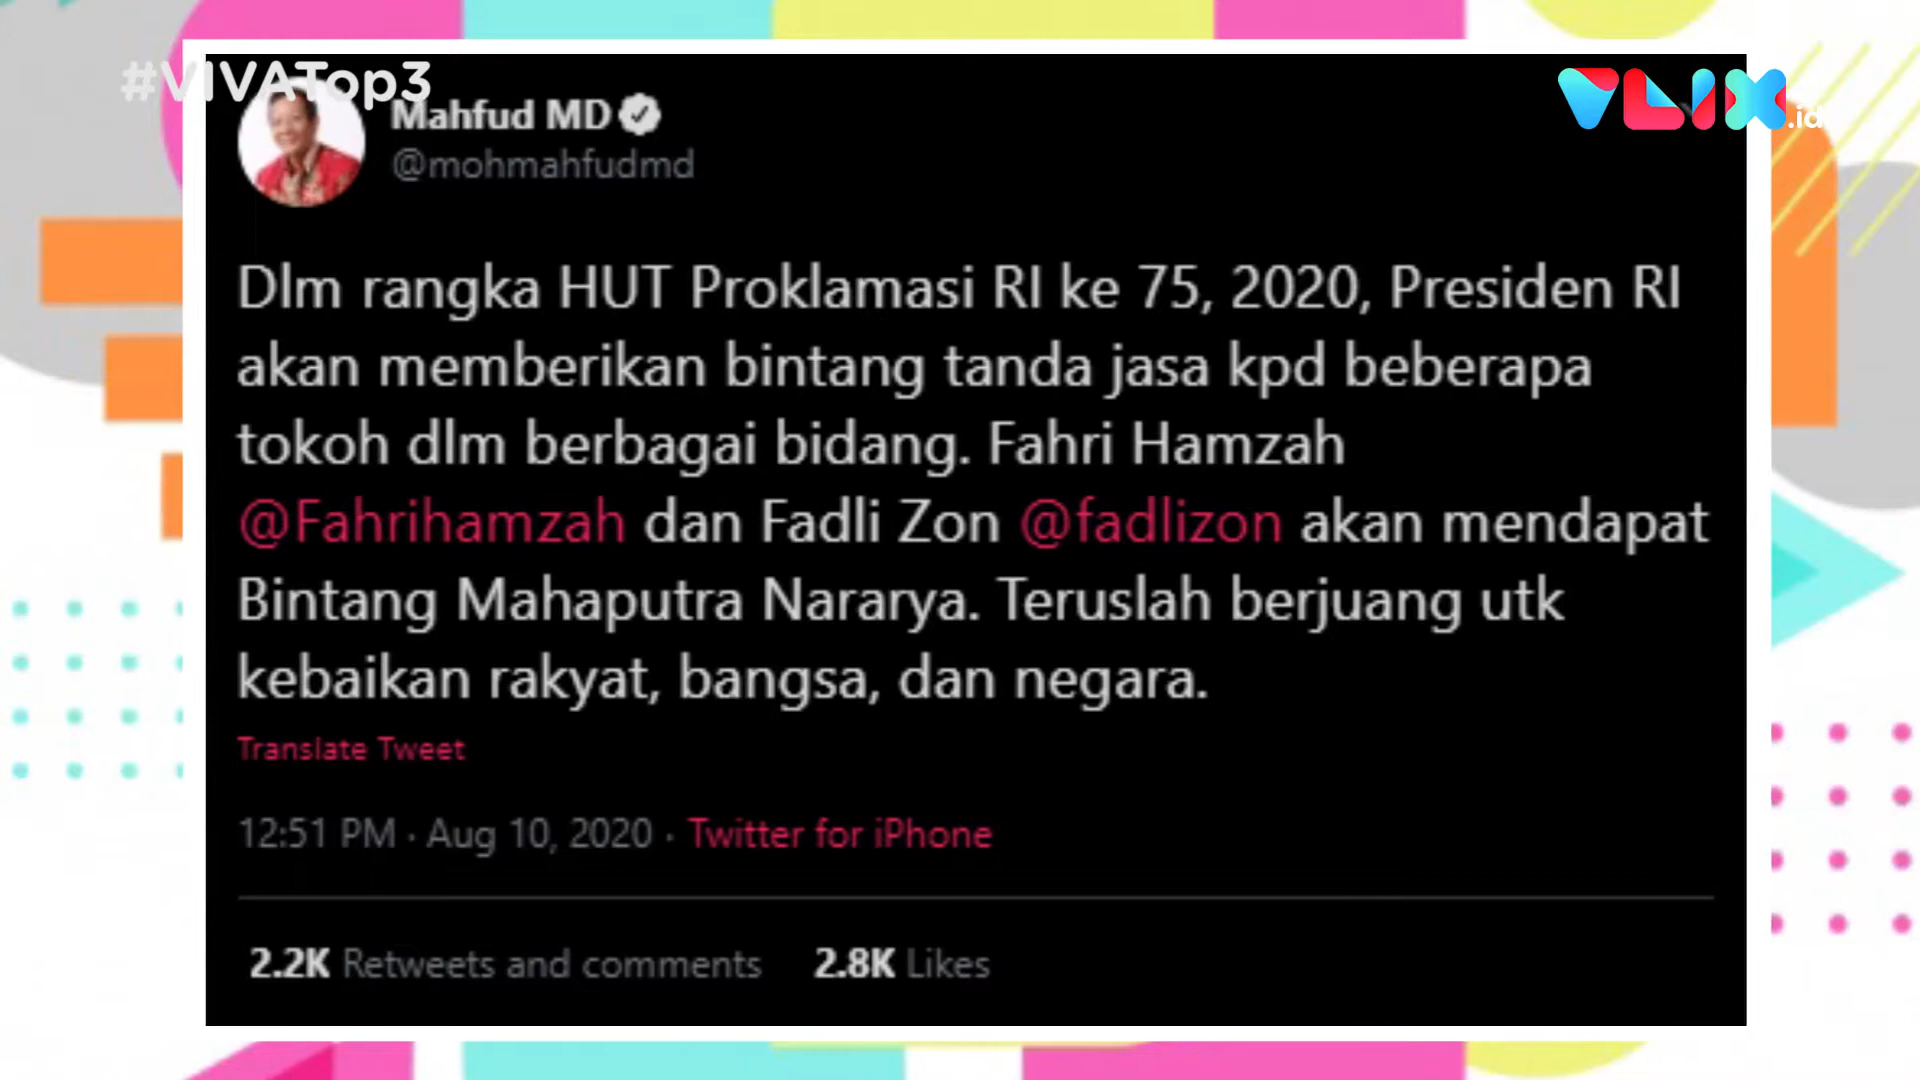 #VIVATop3
VLIX.id
Mahfud MD
@mohmahfudmd
Dlm rangka HUT Proklamasi RI ke 75, 2020, Presiden RI
akan memberikan bintang tanda jasa kpd beberapa
tokoh dlm berbagai bidang. Fahri Hamzah
@Fahrihamzah dan Fadli Zon @fadlizon akan mendapat
Bintang Mahaputra Nararya. Teruslah berjuang utk
kebaikan rakyat, bangsa, dan negara.
Translate Tweet
12:51 PM · Aug 10, 2020 · Twitter for iPhone
2.2K Retweets and comments 2.8K Likes